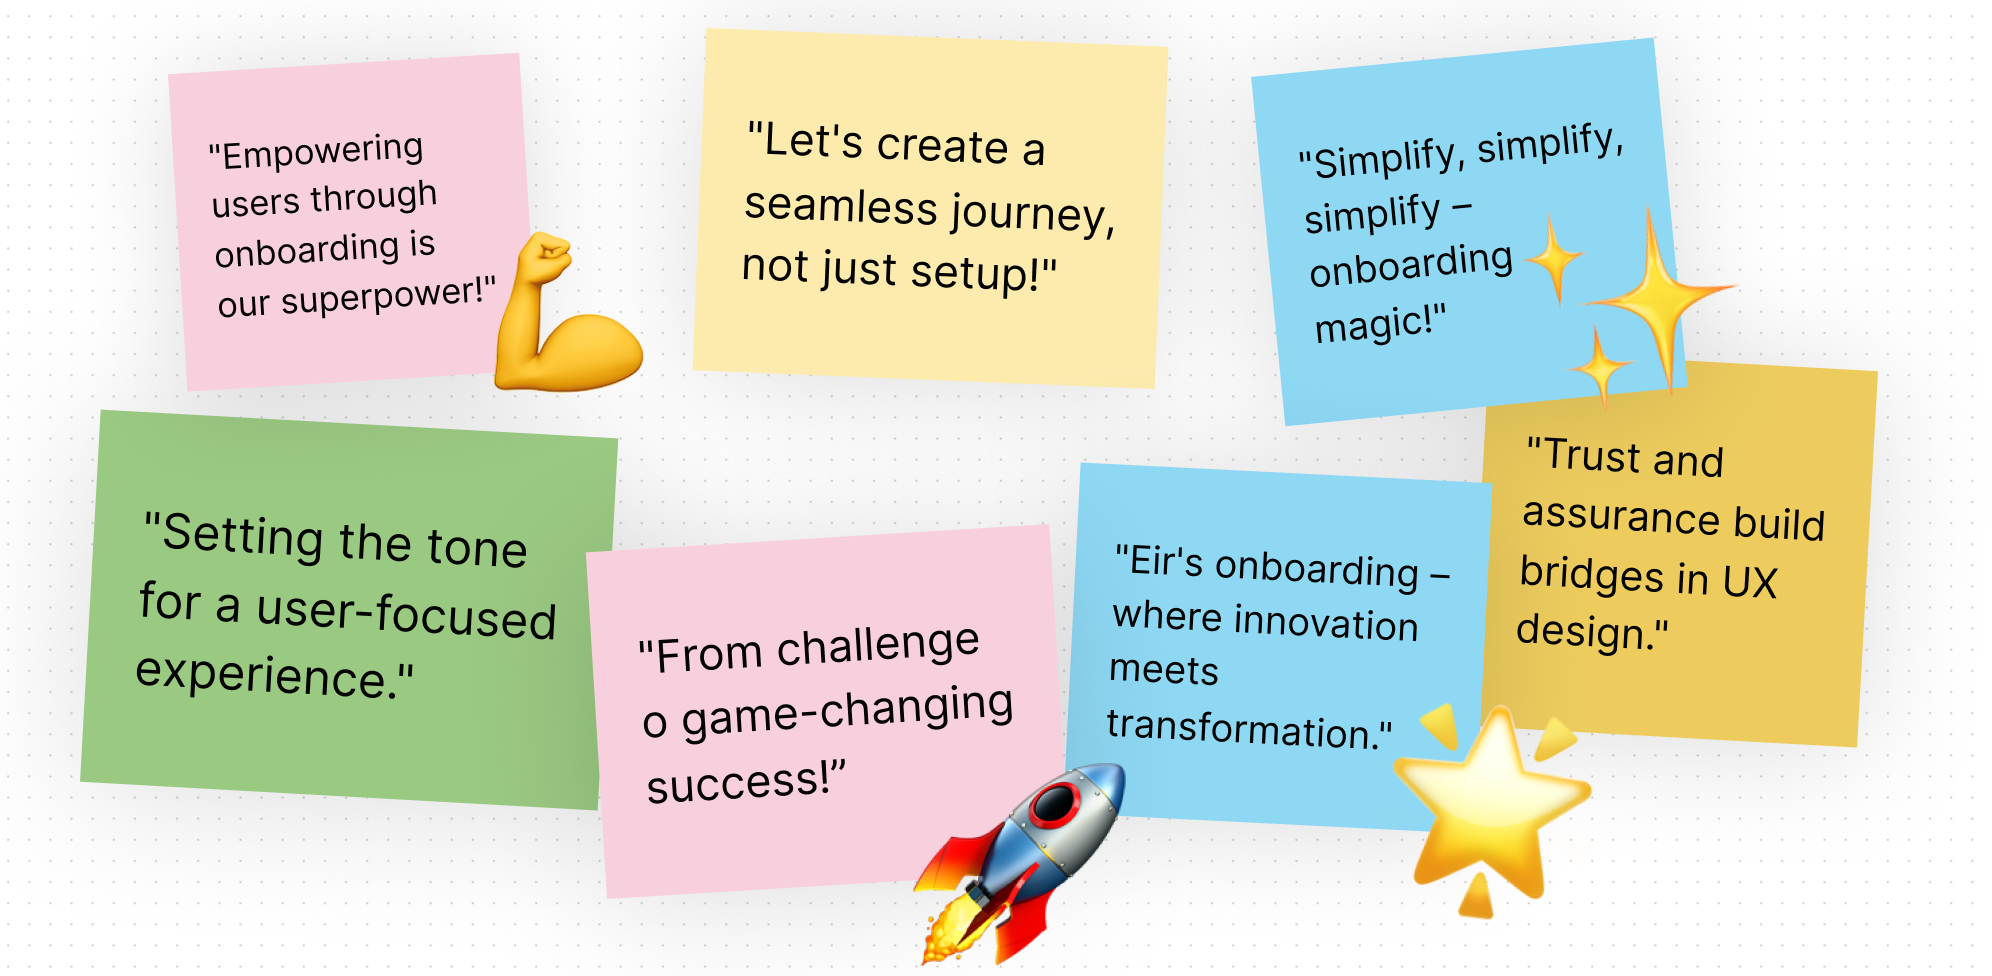 "Empowering
users through
onboarding is
our superpower!"
"Let's create a
seamless journey,
not just setup!"
"Simplify, simplify,
simplify –
onboarding
magic!"
"Setting the tone
for a user-focused
experience."
"From challenge
o game-changing
success!”
"Eir's onboarding –
where innovation
meets
transformation."
"Trust and
assurance build
bridges in UX
design."